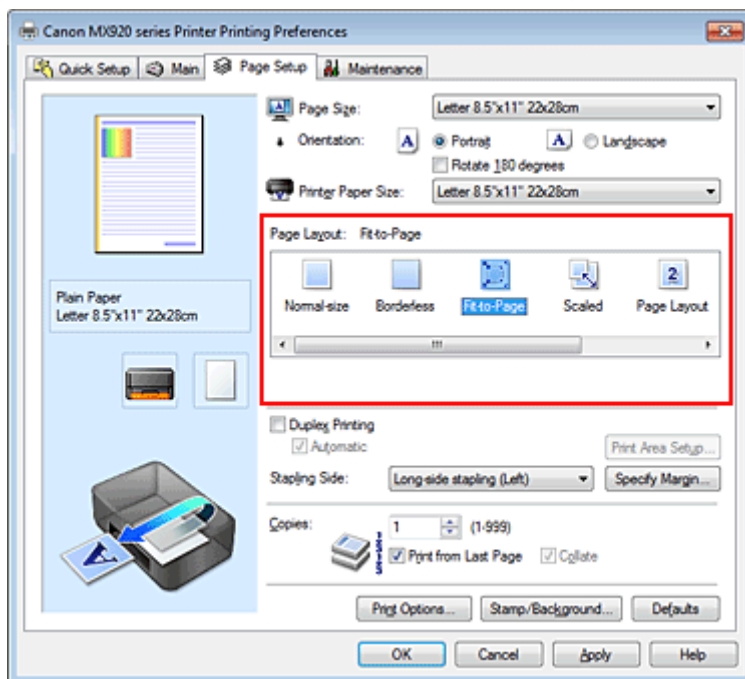 Canon MX920 series Printer Printing Preferences
Quick Setup Main Page Setup Maintenance
Page Size: Letter 8.5"x11" 22x28cm
Orientation: A Portrait A Landscape
Rotate 180 degrees
Printer Paper Size: Letter 8.5"x11" 22x28cm
Page Layout: Fit-to-Page
Normal-size Borderless Fit-to-Page Scaled 2 Page Layout
Plain Paper
Letter 8.5"x11" 22x28cm
Duplex Printing
Automatic
Print Area Setup...
Stapling Side: Long-side stapling (Left) Specify Margin...
Copies: 1 (1-999)
Print from Last Page Collate
Print Options... Stamp/Background... Defaults
OK Cancel Apply Help